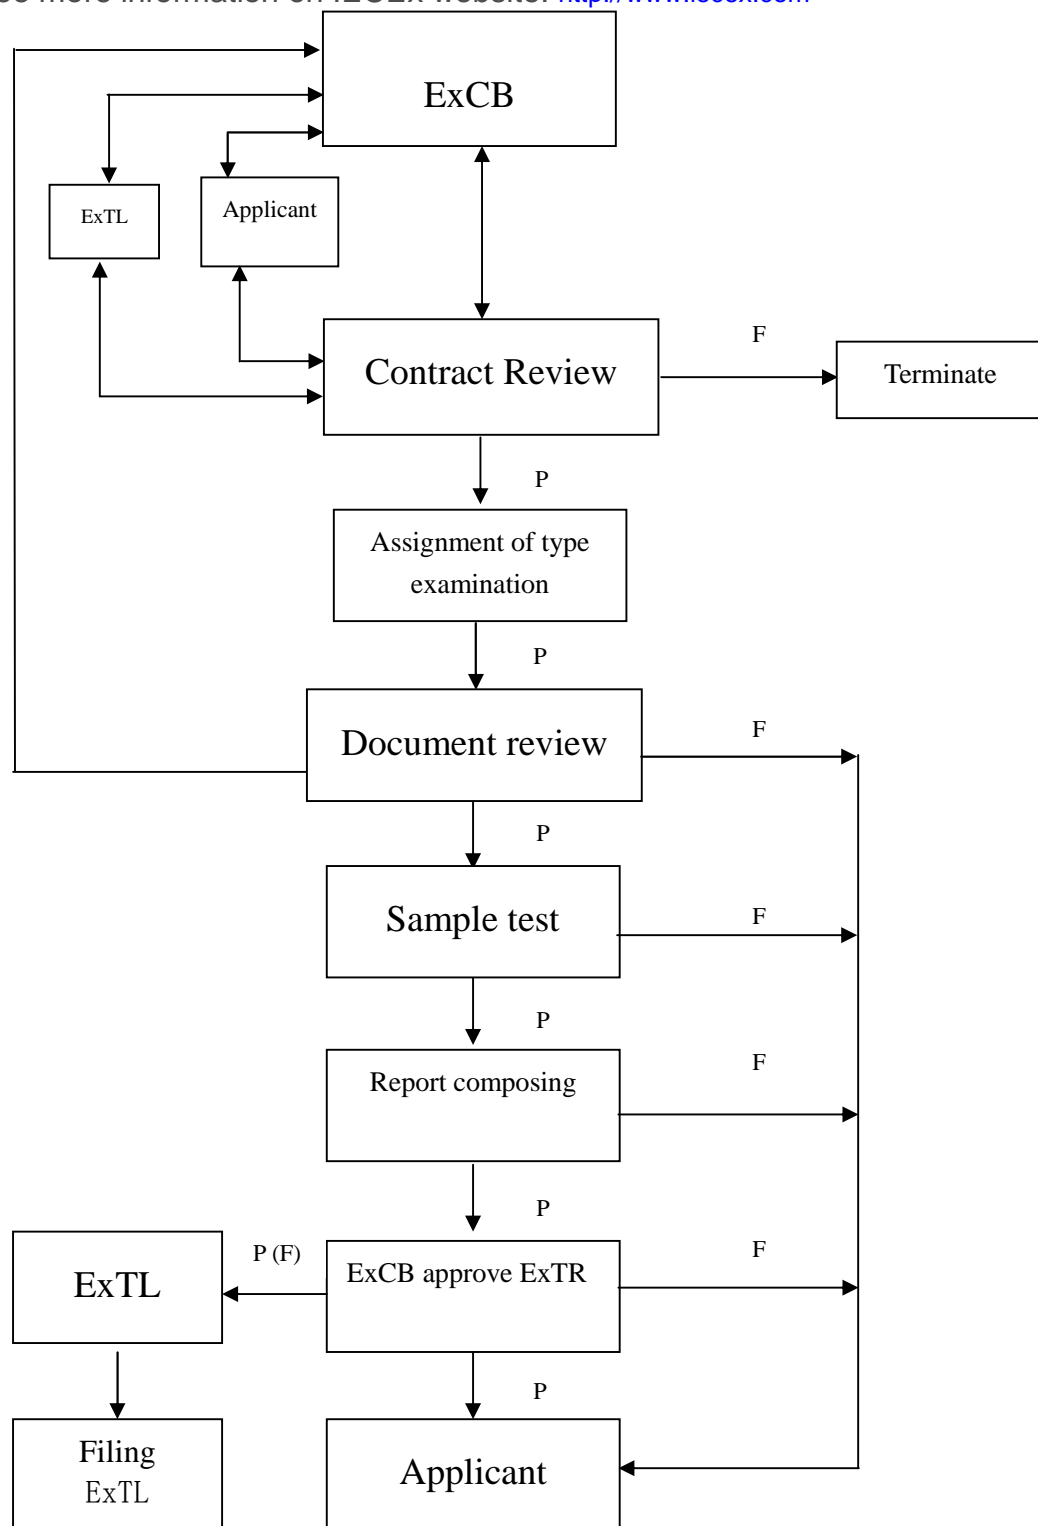 more information on IECEx website. http://www.iecex.com
ExCB
ExTL
Applicant
Contract Review
F
Terminate
P
Assignment of type
examination
P
Document review
F
P
Sample test
F
P
Report composing
F
P
ExTL
P (F)
ExCB approve ExTR
F
P
Filing
ExTL
Applicant